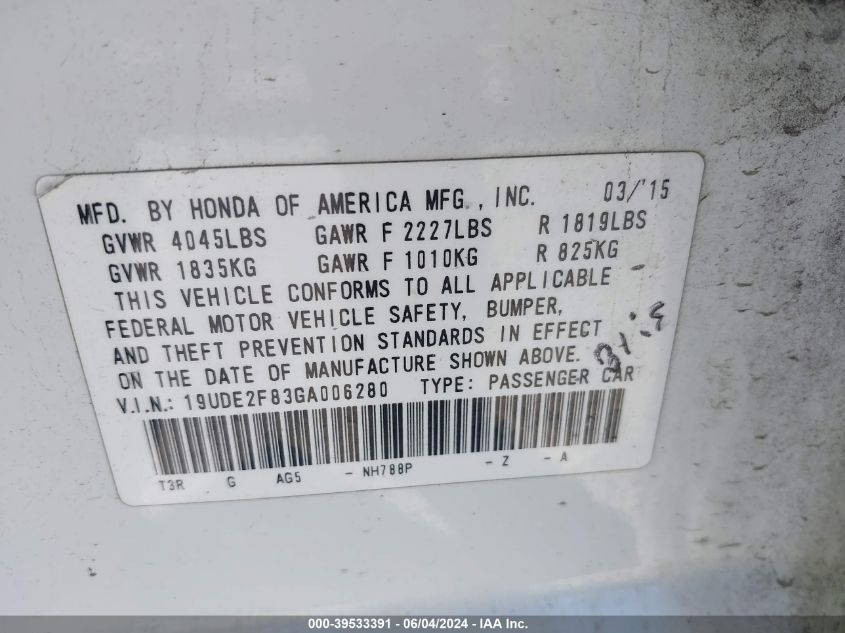 MFD. BY HONDA OF AMERICA MFG., INC. 03/'15
GVWR 4045LBS GAWR F 2227LBS R 1819LBS
GVWR 1835KG GAWR F 1010KG R 825KG
THIS VEHICLE CONFORMS TO ALL APPLICABLE
FEDERAL MOTOR VEHICLE SAFETY, BUMPER,
AND THEFT PREVENTION STANDARDS IN EFFECT
ON THE DATE OF MANUFACTURE SHOWN ABOVE.
V.I.N.: 19UDE2F83GA006280 TYPE: PASSENGER CAR
T3R G AG5 - NH788P - Z - A
000-39533391 - 06/04/2024 - IAA Inc.